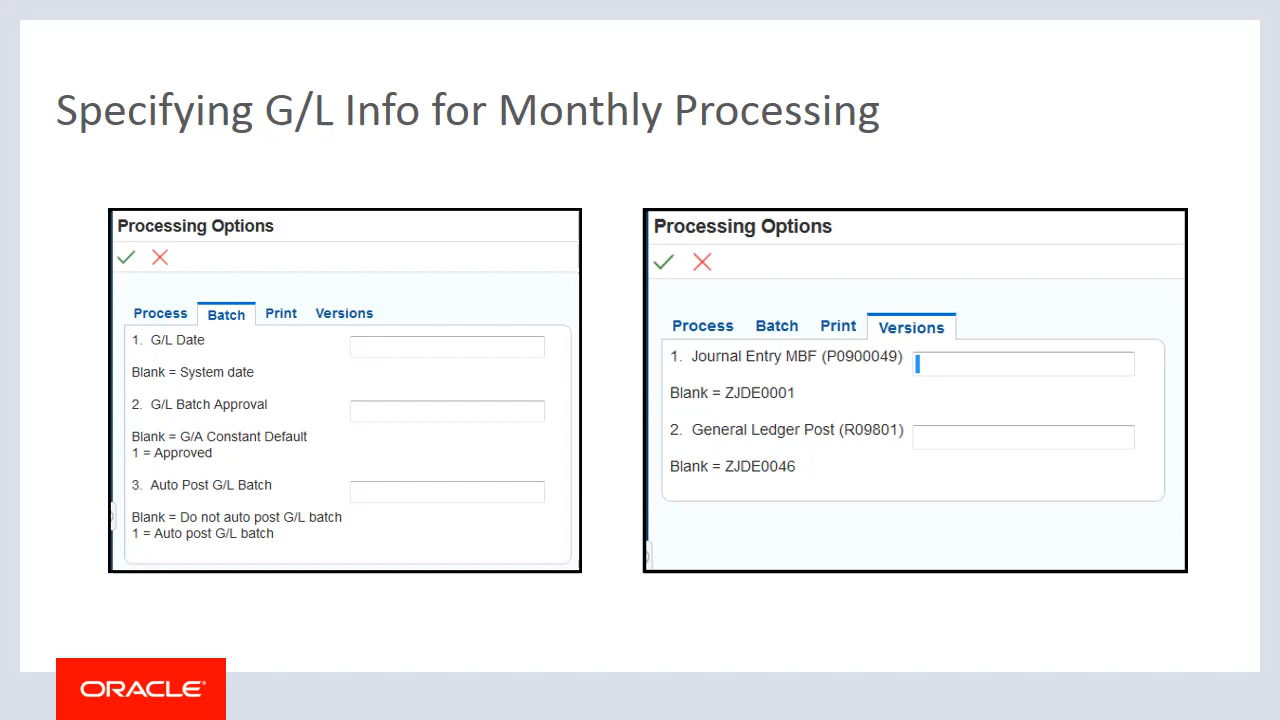 Specifying G/L Info for Monthly Processing
Processing Options
Process Batch Print Versions
1. G/L Date
Blank = System date
2. G/L Batch Approval
Blank = G/A Constant Default
1 = Approved
3. Auto Post G/L Batch
Blank = Do not auto post G/L batch
1 = Auto post G/L batch
Processing Options
Process Batch Print Versions
1. Journal Entry MBF (P0900049)
Blank = ZJDE0001
2. General Ledger Post (R09801)
Blank = ZJDE0046
ORACLE